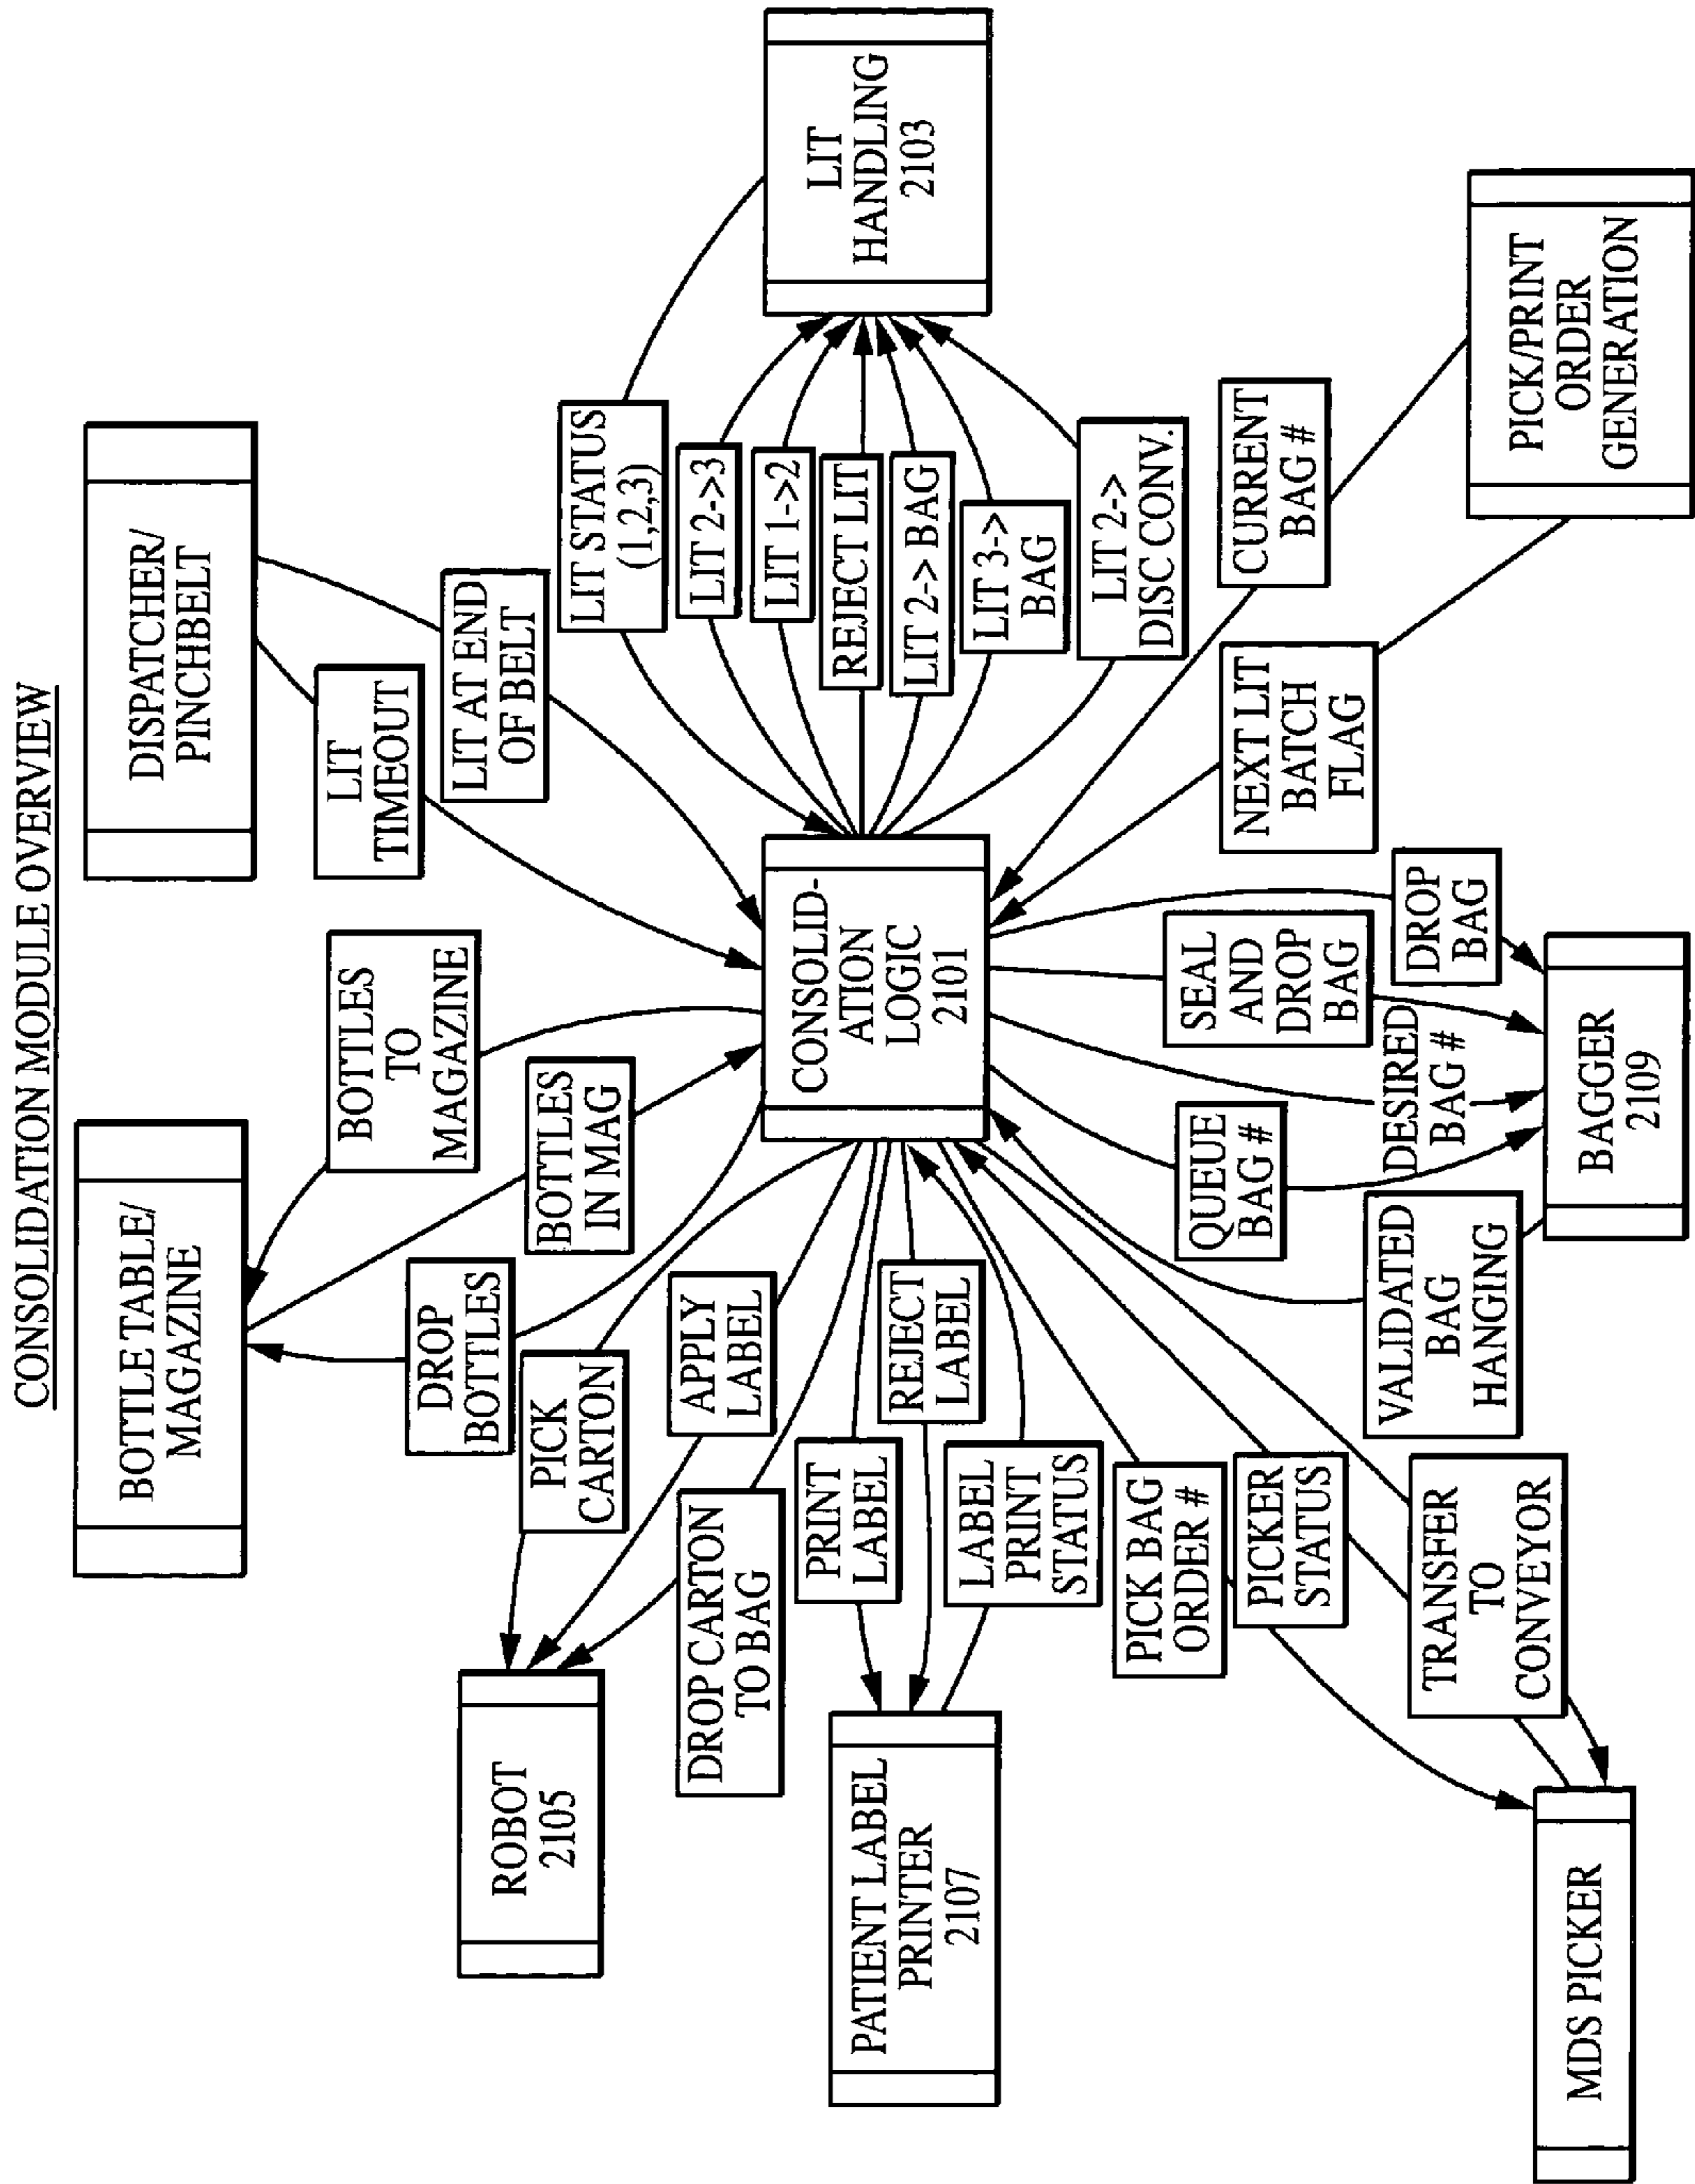 CONSOLIDATION MODULE OVERVIEW
BOTTLE TABLE/
MAGAZINE
DISPATCHER/
PINCHBELT
BOTTLES
TO
MAGAZINE
LIT
TIMEOUT
LIT AT END
OF BELT
BOTTLES
IN MAG
DROP
BOTTLES
PICK
CARTON
ROBOT
2105
APPLY
LABEL
DROP CARTON
TO BAG
LIT STATUS
(1,2,3)
LIT 2->3
LIT 1->2
REJECT LIT
LIT 2-> BAG
LIT 3->
BAG
LIT 2->
DISC CONV.
LIT
HANDLING
2103
CONSOLID-
ATION
LOGIC
2101
PRINT
LABEL
REJECT
LABEL
LABEL
PRINT
STATUS
PATIENT LABEL
PRINTER
2107
PICK BAG
ORDER #
PICKER
STATUS
TRANSFER
TO
CONVEYOR
MDS PICKER
VALIDATED
BAG
HANGING
QUEUE
BAG #
DESIRED
BAG #
SEAL
AND
DROP
BAG
DROP
BAG
BAGGER
2109
NEXT LIT
BATCH
FLAG
CURRENT
BAG #
PICK/PRINT
ORDER
GENERATION